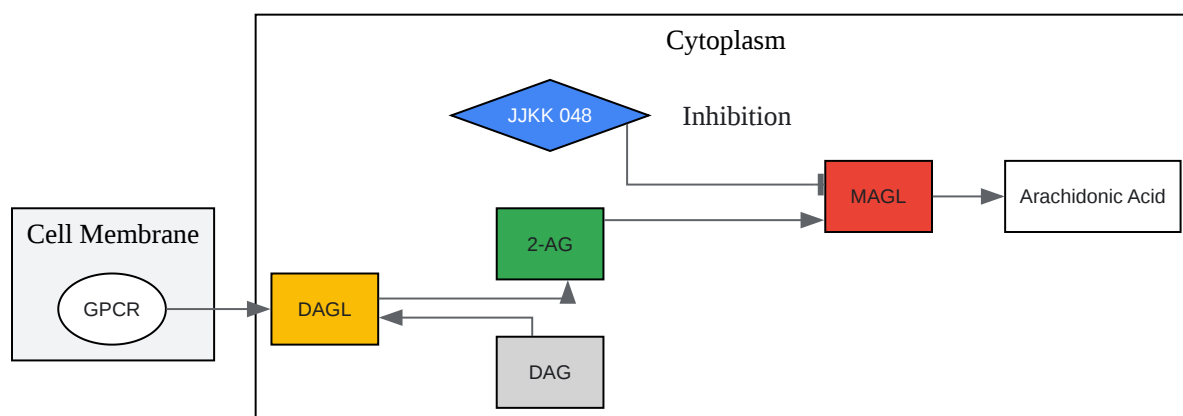 Cytoplasm
JJKK 048
Inhibition
MAGL
Arachidonic Acid
Cell Membrane
2-AG
GPCR
DAGL
DAG